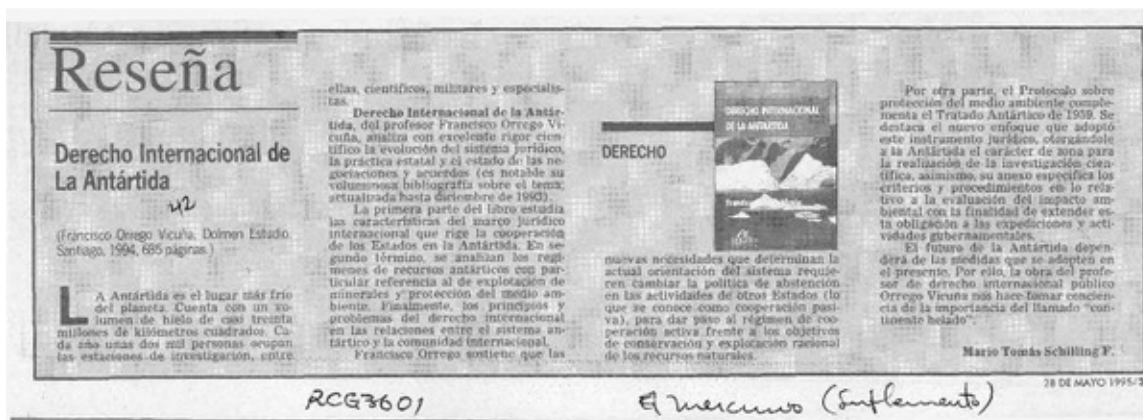 Reseña
Derecho Internacional de
La Antártida
42
(Francisco Orrego Vicuña, Dolmen Estudio,
Santiago, 1994, 685 páginas.)
LA Antártida es el lugar más frío
del planeta. Cuenta con un vo-
lumen de hielo de casi treinta
millones de kilómetros cuadrados. Ca-
da año unas dos mil personas ocupan
las estaciones de investigación, entre
ellas, científicos, militares y especialis-
tas.
Derecho Internacional de la Antár-
tida, del profesor Francisco Orrego Vi-
cuña, analiza con excelente rigor cien-
tífico la evolución del sistema jurídico,
la práctica estatal y el estado de las ne-
gociaciones y acuerdos (es notable su
voluminosa bibliografía sobre el tema,
actualizada hasta diciembre de 1993).
La primera parte del libro estudia
las características del marco jurídico
internacional que rige la cooperación
de los Estados en la Antártida. En se-
gundo término, se analizan los regí-
menes de recursos antárticos con par-
ticular referencia al de explotación de
minerales y protección del medio am-
biente. Finalmente, los principios y
problemas del derecho internacional
en las relaciones entre el sistema an-
tártico y la comunidad internacional.
Francisco Orrego sostiene que las
DERECHO
DERECHO INTERNACIONAL
DE LA ANTARTIDA
nuevas necesidades que determinan la
actual orientación del sistema requie-
ren cambiar la política de abstención
en las actividades de otros Estados (lo
que se conoce como cooperación pasi-
va), para dar paso al régimen de coo-
peración activa frente a los objetivos
de conservación y explotación racional
de los recursos naturales.
Por otra parte, el Protocolo sobre
protección del medio ambiente comple-
menta el Tratado Antártico de 1959. Se
destaca el nuevo enfoque que adoptó
este instrumento jurídico, otorgándole
a la Antártida el carácter de zona para
la realización de la investigación cien-
tífica, asimismo, su anexo especifica los
criterios y procedimientos en lo rela-
tivo a la evaluación del impacto am-
biental con la finalidad de extender es-
ta obligación a las expediciones y acti-
vidades gubernamentales.
El futuro de la Antártida depen-
derá de las medidas que se adopten en
el presente. Por ello, la obra del profe-
sor de derecho internacional público
Orrego Vicuña nos hace tomar concien-
cia de la importancia del llamado "con-
tinente helado".
Mario Tomás Schilling F.
28 DE MAYO 1995/
RCG3601
El Mercurio (Suplemento)